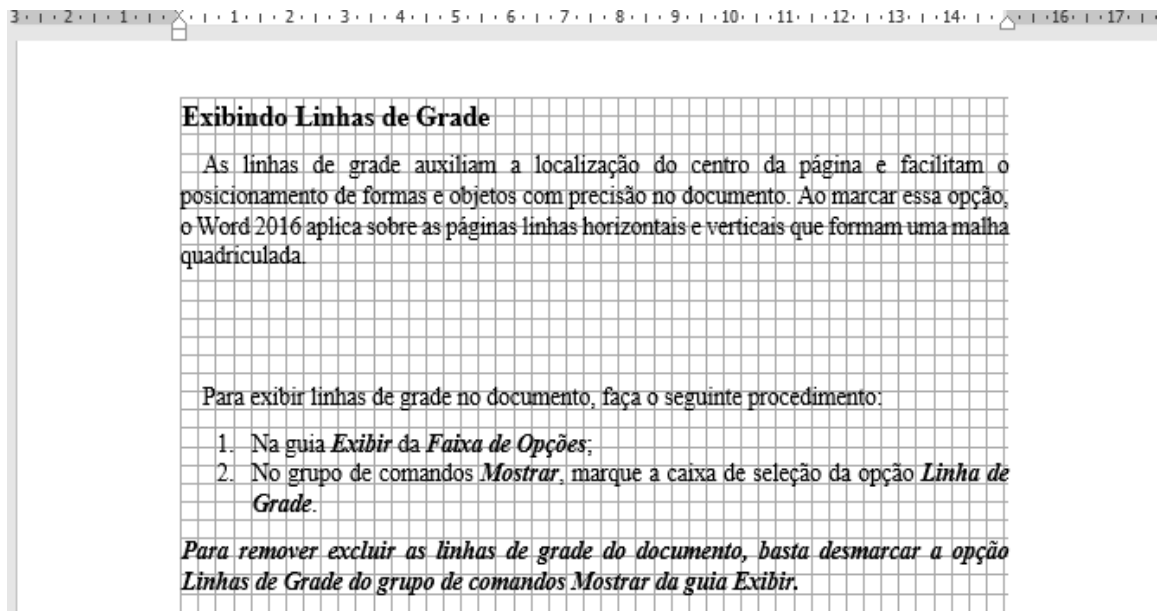 3 2 1 1 2 3 4 5 6 7 8 9 10 11 12 13 14 16 17
Exibindo Linhas de Grade
As linhas de grade auxiliam a localização do centro da página e facilitam o
posicionamento de formas e objetos com precisão no documento. Ao marcar essa opção,
o Word 2016 aplica sobre as páginas linhas horizontais e verticais que formam uma malha
quadriculada.
Para exibir linhas de grade no documento, faça o seguinte procedimento:
1. Na guia Exibir da Faixa de Opções;
2. No grupo de comandos Mostrar, marque a caixa de seleção da opção Linha de
Grade.
Para remover excluir as linhas de grade do documento, basta desmarcar a opção
Linhas de Grade do grupo de comandos Mostrar da guia Exibir.